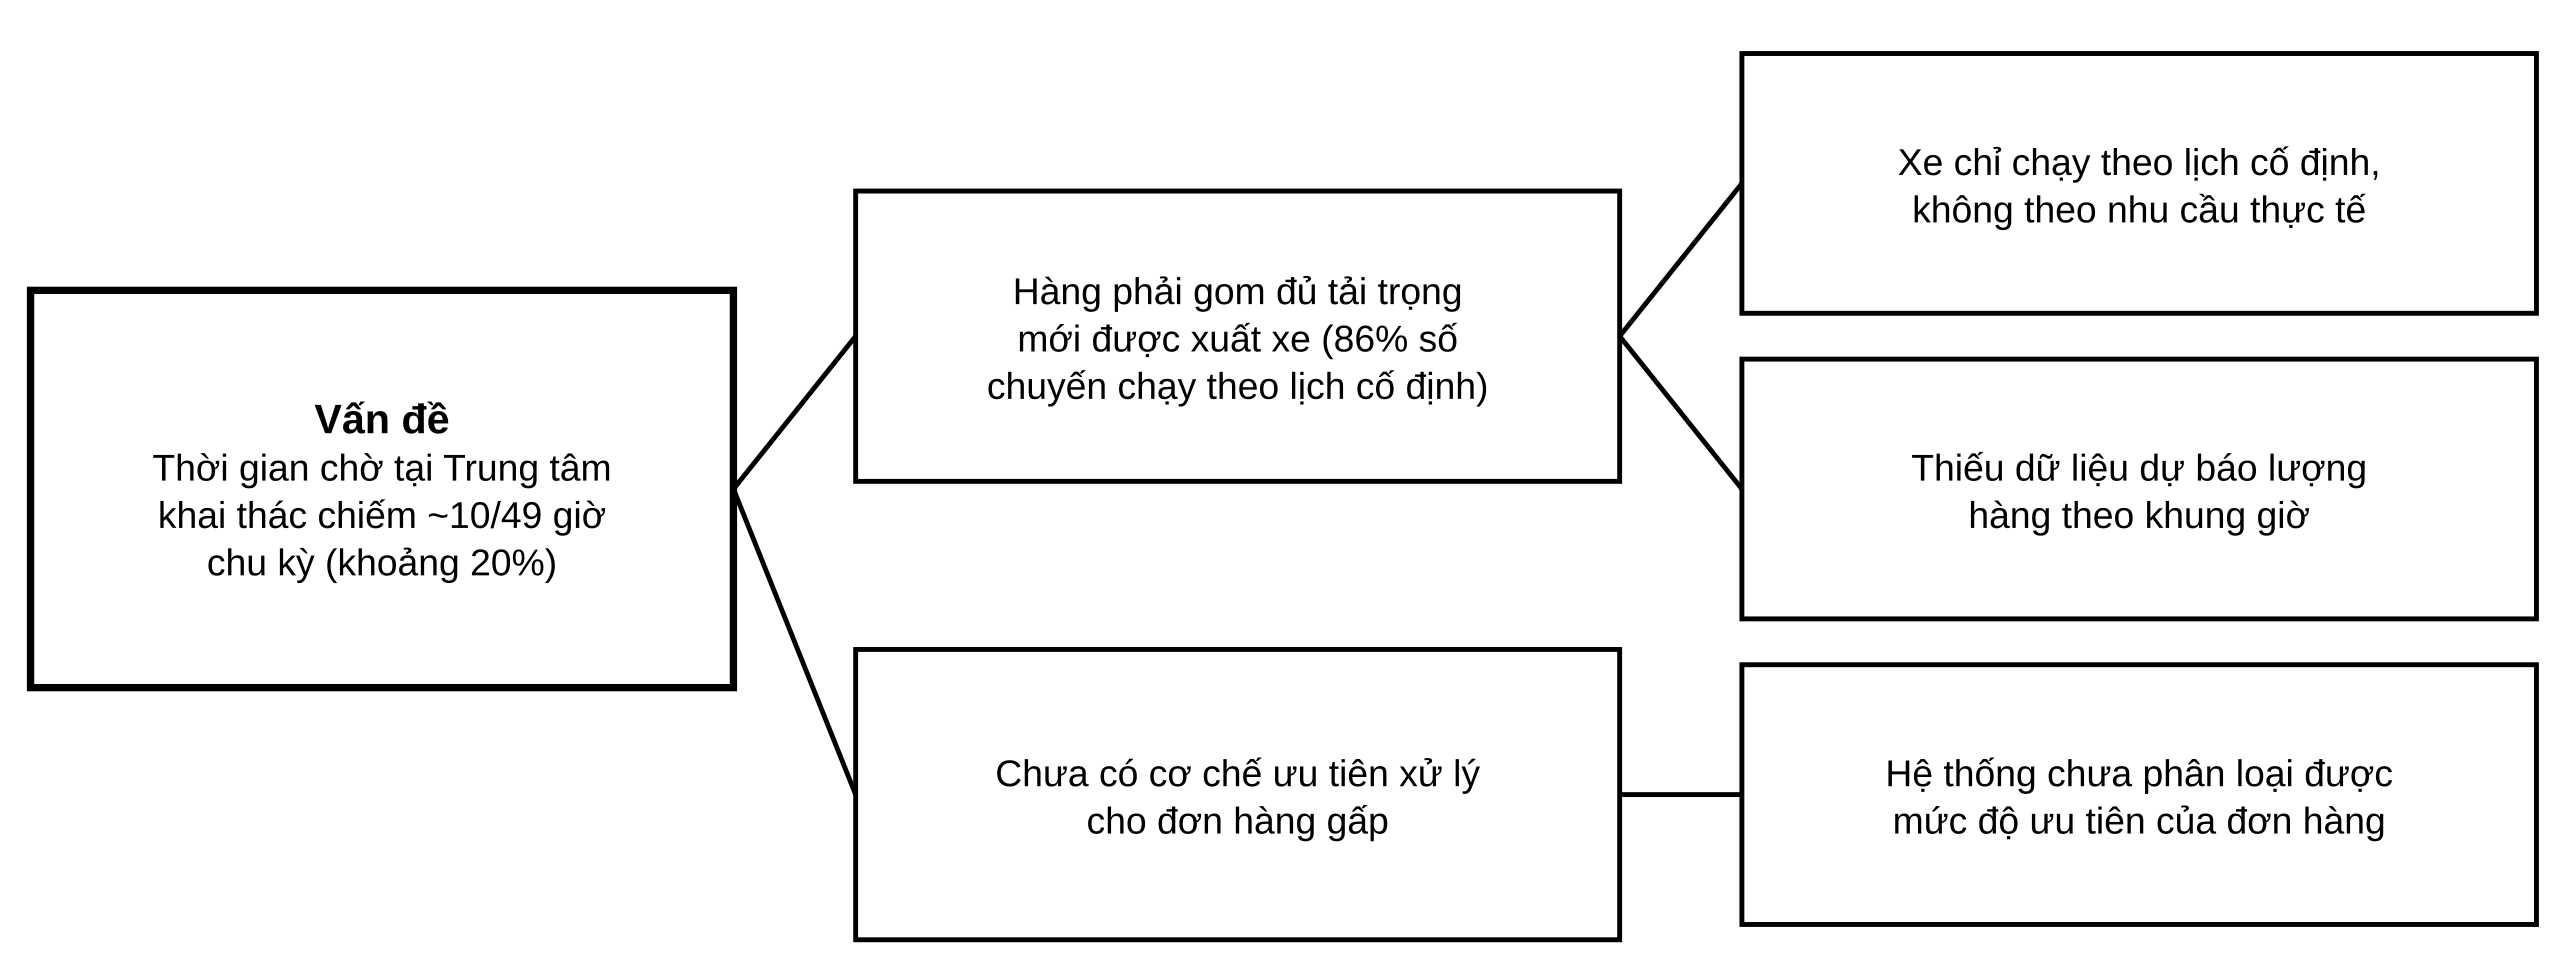 Vấn đề
Thời gian chờ tại Trung tâm
khai thác chiếm ~10/49 giờ
chu kỳ (khoảng 20%)
Hàng phải gom đủ tải trọng
mới được xuất xe (86% số
chuyến chạy theo lịch cố định)
Chưa có cơ chế ưu tiên xử lý
cho đơn hàng gấp
Xe chỉ chạy theo lịch cố định,
không theo nhu cầu thực tế
Thiếu dữ liệu dự báo lượng
hàng theo khung giờ
Hệ thống chưa phân loại được
mức độ ưu tiên của đơn hàng